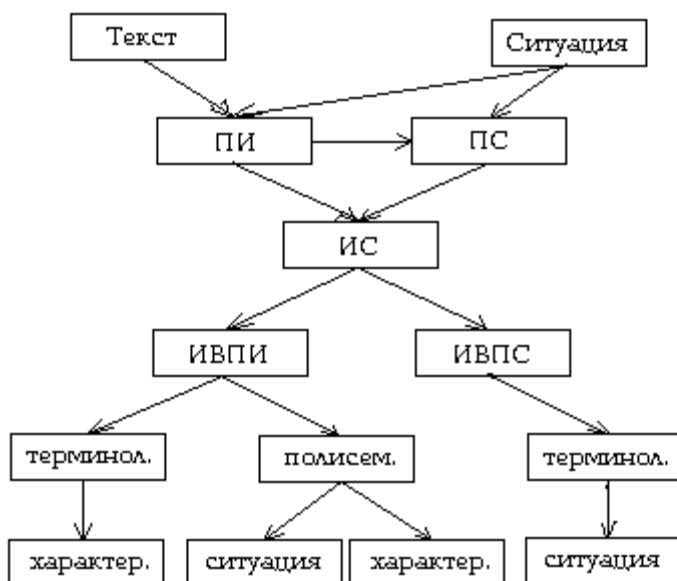 Текст
Ситуация
ПИ
ПС
ИС
ИВПИ
ИВПС
терминол.
полисем.
терминол.
характер.
ситуация
характер.
ситуация